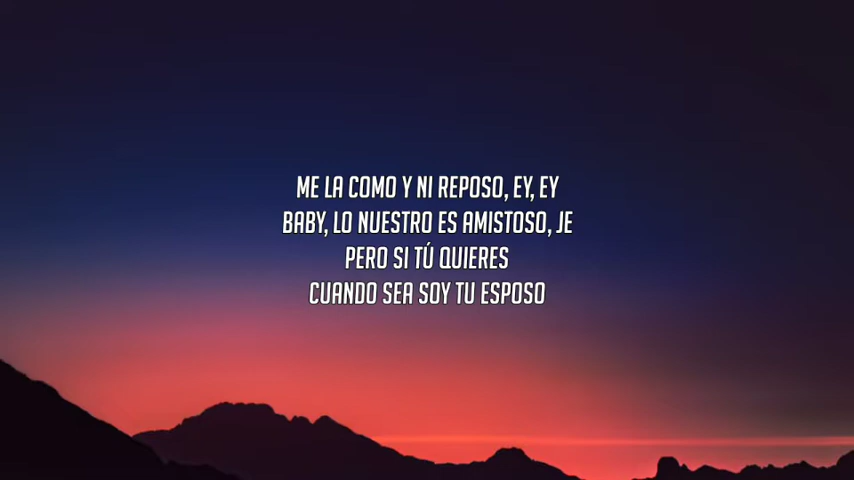 ME LA COMO Y NI REPOSO, EY, EY
BABY, LO NUESTRO ES AMISTOSO, JE
PERO SI TÚ QUIERES
CUANDO SEA SOY TU ESPOSO